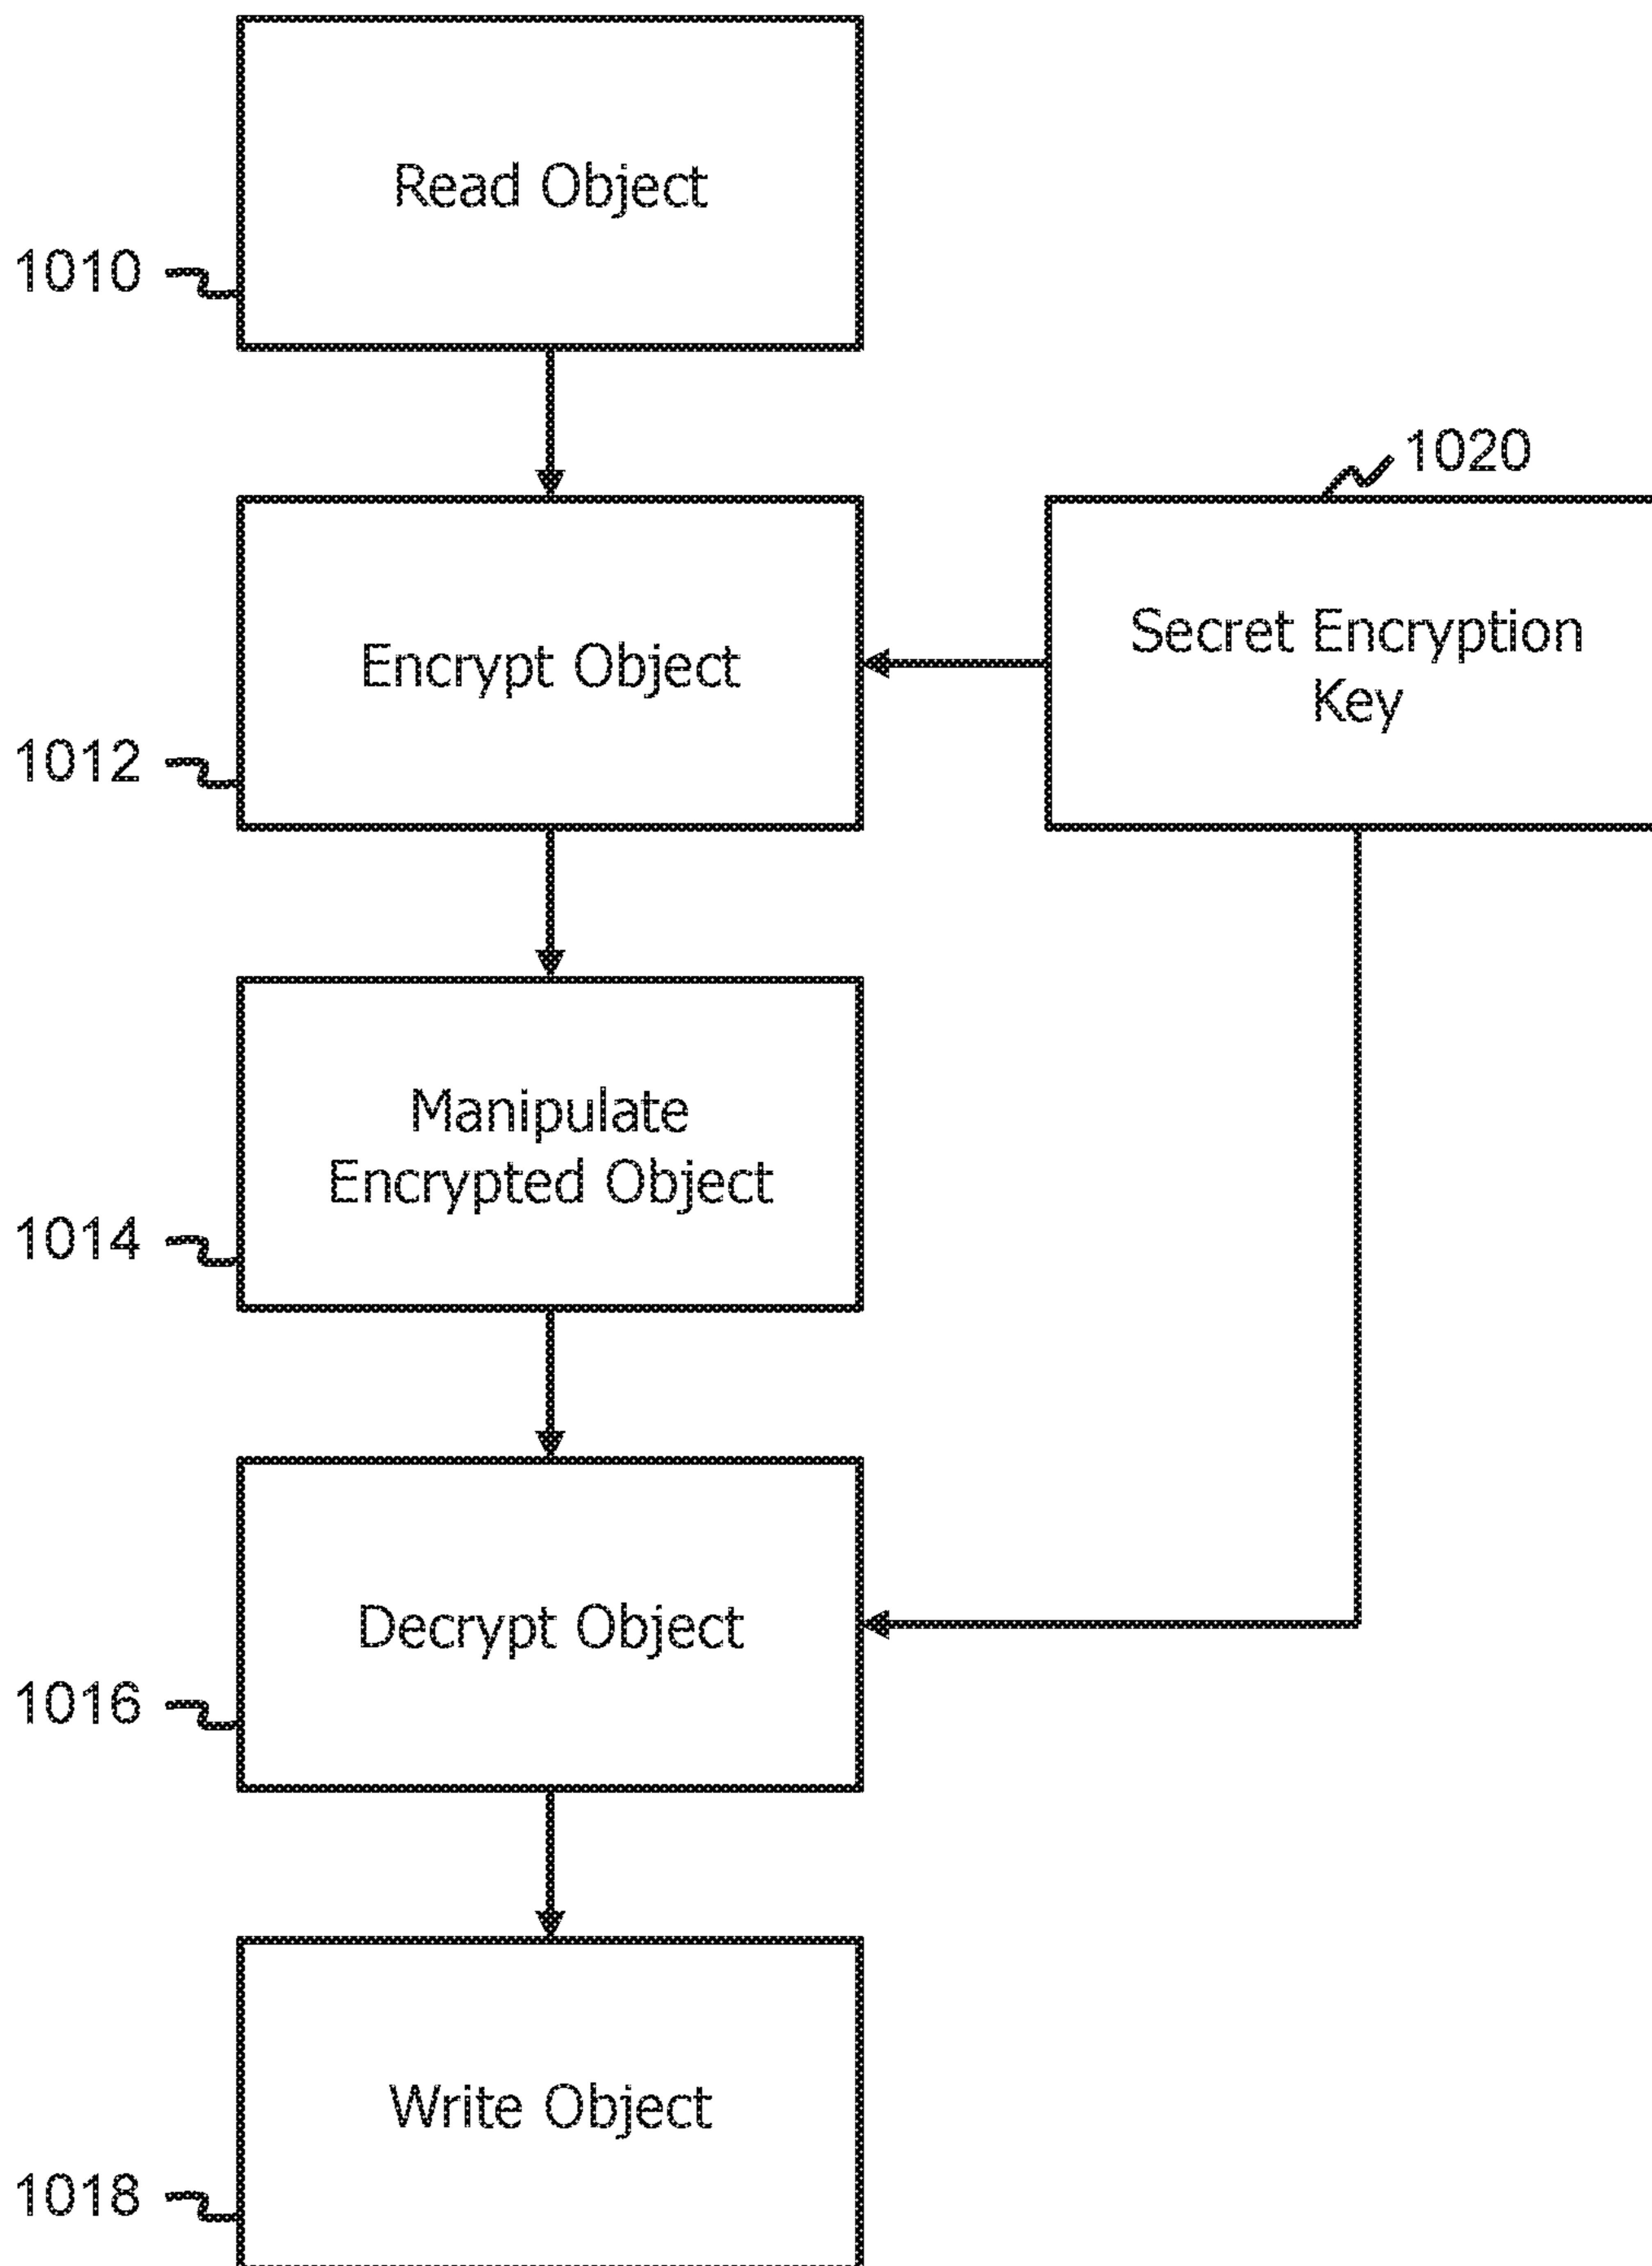 Read Object
1010
1020
Encrypt Object
Secret Encryption
Key
1012
Manipulate
Encrypted Object
1014
Decrypt Object
1016
Write Object
1018